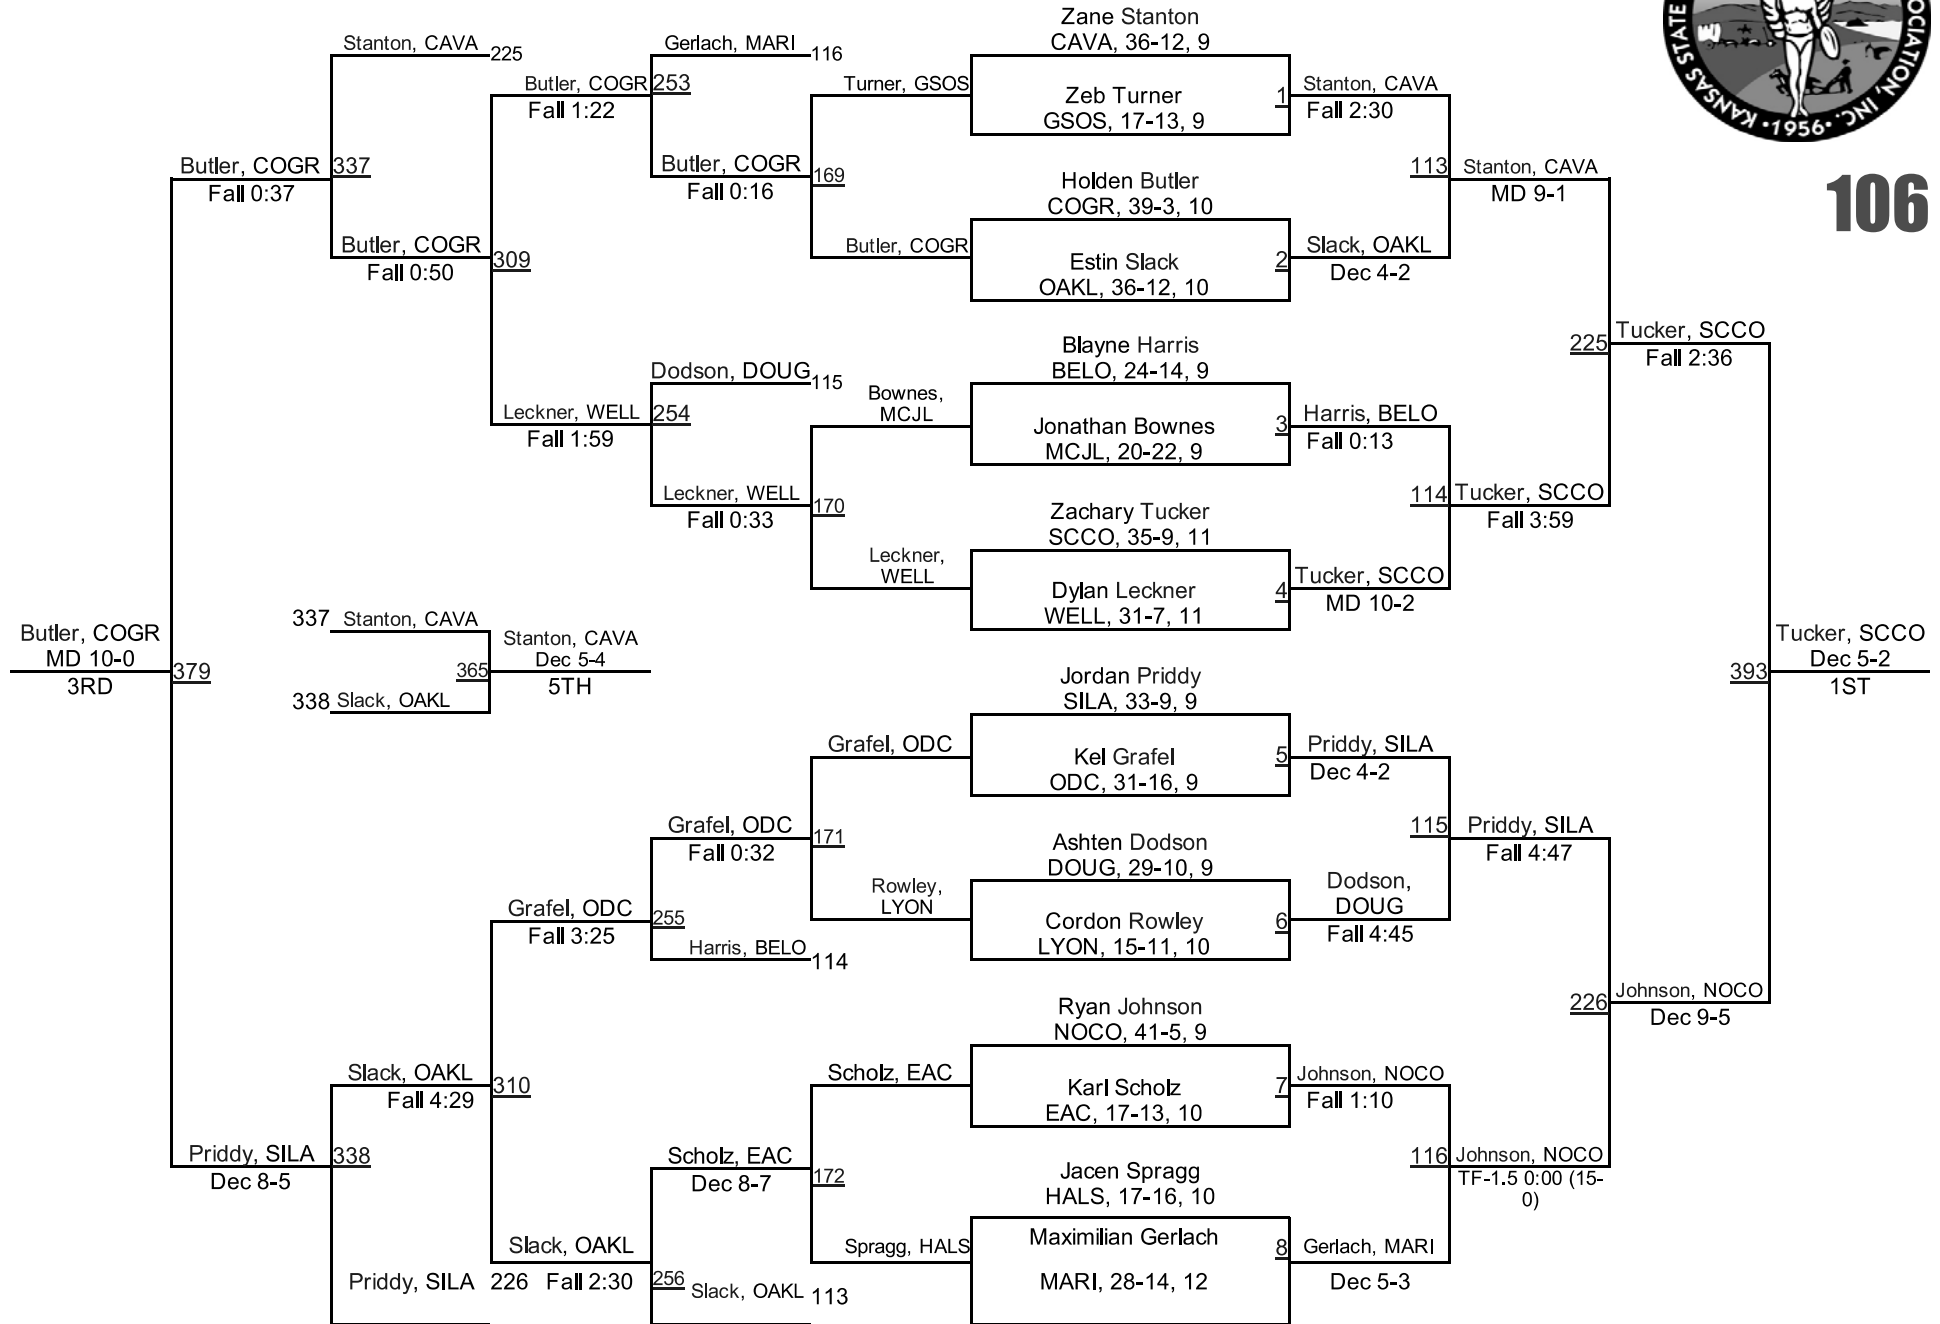 Stanton, CAVA
225
Gerlach, MARI
116
Zane Stanton
CAVA, 36-12, 9
KANSAS STATE
OCIATION, INC.
•1956•
106
Butler, COGR
253
Fall 1:22
Turner, GSOS
Zeb Turner
GSOS, 17-13, 9
1
Stanton, CAVA
Fall 2:30
Butler, COGR
337
Fall 0:37
Butler, COGR
169
Fall 0:16
Holden Butler
COGR, 39-3, 10
113
Stanton, CAVA
MD 9-1
Butler, COGR
309
Fall 0:50
Butler, COGR
Estin Slack
OAKL, 36-12, 10
2
Slack, OAKL
Dec 4-2
225
Tucker, SCCO
Fall 2:36
Dodson, DOUG
115
Blayne Harris
BELO, 24-14, 9
Leckner, WELL
254
Fall 1:59
Bownes,
MCJL
Jonathan Bownes
MCJL, 20-22, 9
3
Harris, BELO
Fall 0:13
Leckner, WELL
170
Fall 0:33
Zachary Tucker
SCCO, 35-9, 11
114
Tucker, SCCO
Fall 3:59
Leckner,
WELL
Dylan Leckner
WELL, 31-7, 11
4
Tucker, SCCO
MD 10-2
Butler, COGR
MD 10-0
3RD
379
337
Stanton, CAVA
365
Stanton, CAVA
Dec 5-4
5TH
338
Slack, OAKL
Jordan Priddy
SILA, 33-9, 9
393
Tucker, SCCO
Dec 5-2
1ST
Grafel, ODC
Kel Grafel
ODC, 31-16, 9
5
Priddy, SILA
Dec 4-2
Grafel, ODC
171
Fall 0:32
Ashten Dodson
DOUG, 29-10, 9
115
Priddy, SILA
Fall 4:47
Grafel, ODC
255
Fall 3:25
Rowley,
LYON
Cordon Rowley
LYON, 15-11, 10
6
Dodson,
DOUG
Fall 4:45
Harris, BELO
114
Ryan Johnson
NOCO, 41-5, 9
226
Johnson, NOCO
Dec 9-5
Slack, OAKL
310
Fall 4:29
Scholz, EAC
Karl Scholz
EAC, 17-13, 10
7
Johnson, NOCO
Fall 1:10
Priddy, SILA
338
Dec 8-5
Scholz, EAC
172
Dec 8-7
Jacen Spragg
HALS, 17-16, 10
116
Johnson, NOCO
TF-1.5 0:00 (15-
0)
Slack, OAKL
256
Fall 2:30
Spragg, HALS
Maximilian Gerlach
MARI, 28-14, 12
8
Gerlach, MARI
Dec 5-3
Priddy, SILA
226
Slack, OAKL
113